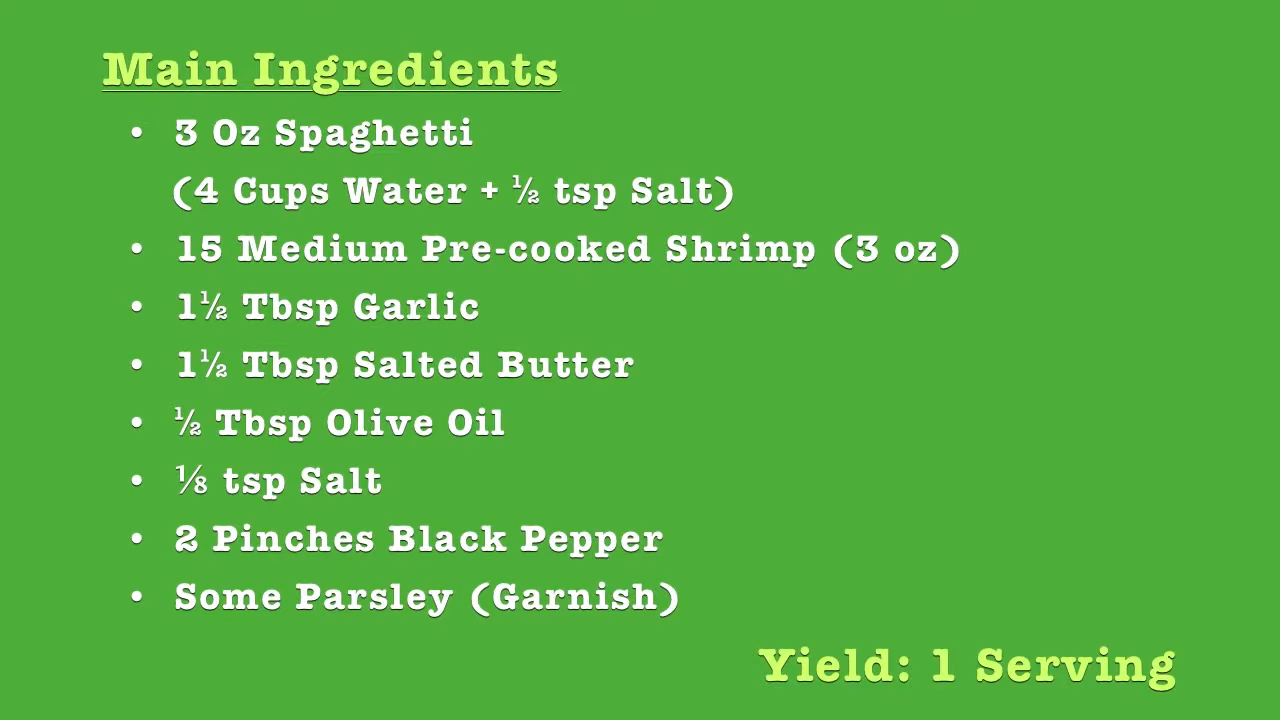 Main Ingredients
• 3 Oz Spaghetti
(4 Cups Water + ½ tsp Salt)
• 15 Medium Pre-cooked Shrimp (3 oz)
• 1½ Tbsp Garlic
• 1½ Tbsp Salted Butter
• ½ Tbsp Olive Oil
• ⅛ tsp Salt
• 2 Pinches Black Pepper
• Some Parsley (Garnish)
Yield: 1 Serving